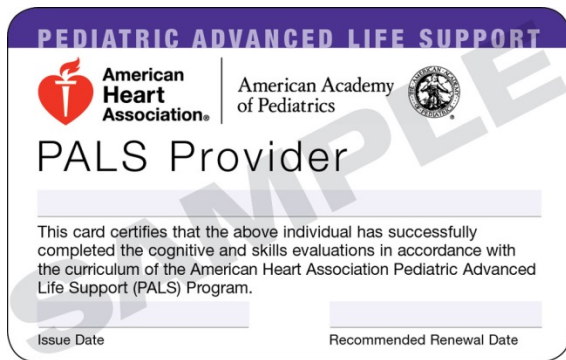 PEDIATRIC ADVANCED LIFE SUPPORT
American
Heart
Association®
American Academy
of Pediatrics
PALS Provider
This card certifies that the above individual has successfully
completed the cognitive and skills evaluations in accordance with
the curriculum of the American Heart Association Pediatric Advanced
Life Support (PALS) Program.
Issue Date
Recommended Renewal Date
SAMPLE